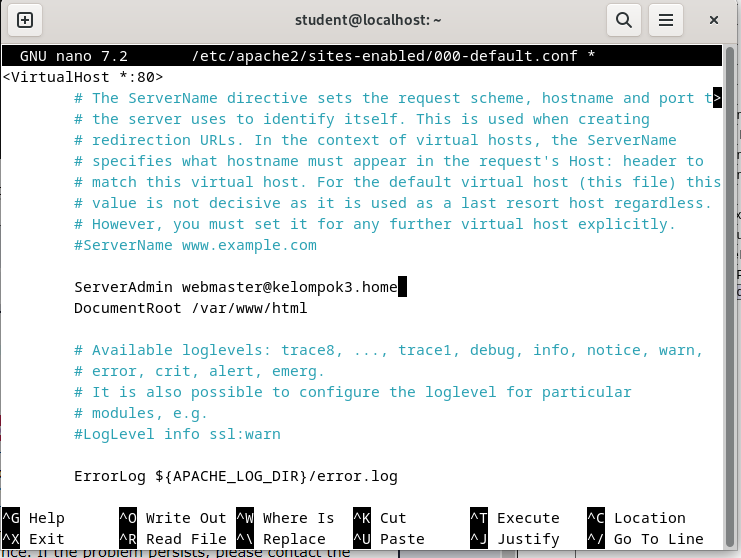 student@localhost: ~
GNU nano 7.2 /etc/apache2/sites-enabled/000-default.conf *
<VirtualHost *:80>
# The ServerName directive sets the request scheme, hostname and port t>
# the server uses to identify itself. This is used when creating
# redirection URLs. In the context of virtual hosts, the ServerName
# specifies what hostname must appear in the request's Host: header to
# match this virtual host. For the default virtual host (this file) this
# value is not decisive as it is used as a last resort host regardless.
# However, you must set it for any further virtual host explicitly.
#ServerName www.example.com
ServerAdmin webmaster@kelompok3.home
DocumentRoot /var/www/html
# Available loglevels: trace8, ..., trace1, debug, info, notice, warn,
# error, crit, alert, emerg.
# It is also possible to configure the loglevel for particular
# modules, e.g.
#LogLevel info ssl:warn
ErrorLog ${APACHE_LOG_DIR}/error.log
^G Help ^O Write Out ^W Where Is ^K Cut ^T Execute ^C Location
^X Exit ^R Read File ^\ Replace ^U Paste ^J Justify ^/ Go To Line
nce. If the problem persists, please contact the